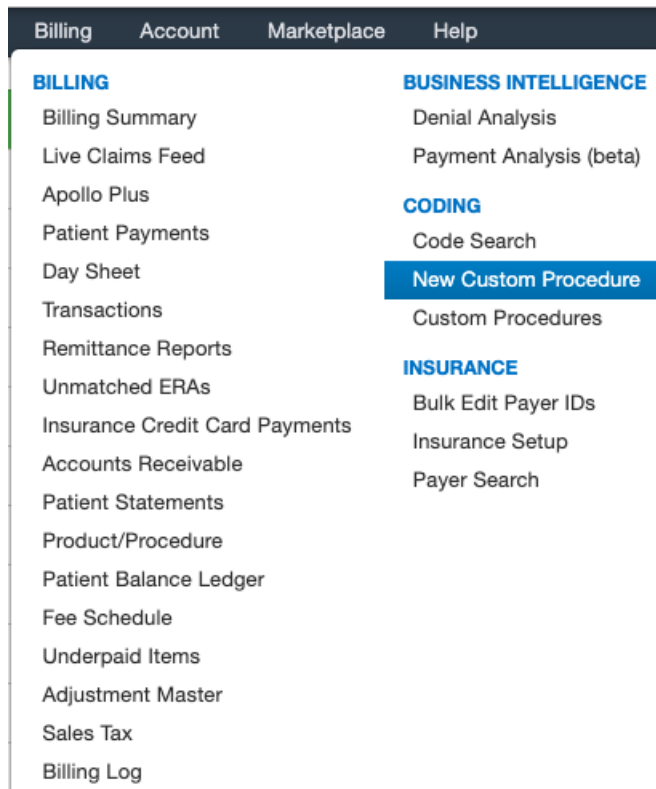 Billing Account Marketplace Help
BILLING
Billing Summary
Live Claims Feed
Apollo Plus
Patient Payments
Day Sheet
Transactions
Remittance Reports
Unmatched ERAs
Insurance Credit Card Payments
Accounts Receivable
Patient Statements
Product/Procedure
Patient Balance Ledger
Fee Schedule
Underpaid Items
Adjustment Master
Sales Tax
Billing Log
BUSINESS INTELLIGENCE
Denial Analysis
Payment Analysis (beta)
CODING
Code Search
New Custom Procedure
Custom Procedures
INSURANCE
Bulk Edit Payer IDs
Insurance Setup
Payer Search